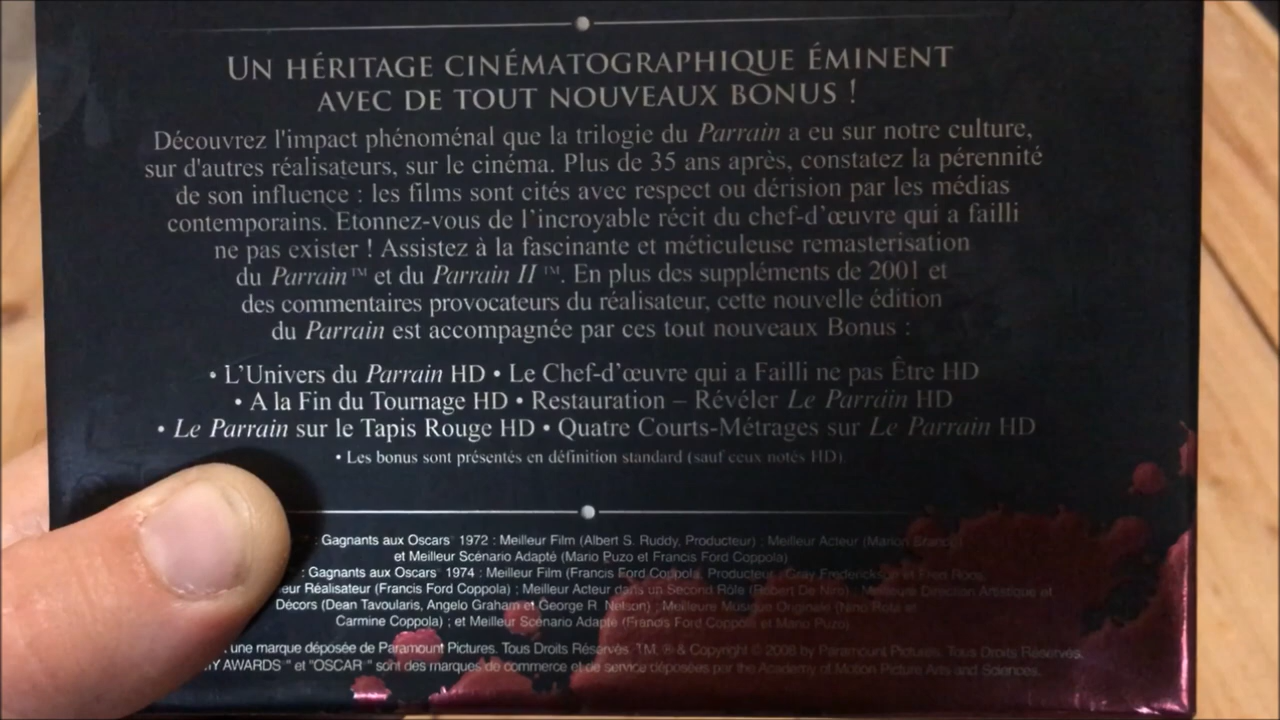 UN HÉRITAGE CINÉMATOGRAPHIQUE ÉMINENT
AVEC DE TOUT NOUVEAUX BONUS !
Découvrez l'impact phénoménal que la trilogie du Parrain a eu sur notre culture,
sur d'autres réalisateurs, sur le cinéma. Plus de 35 ans après, constatez la pérennité
de son influence : les films sont cités avec respect ou dérision par les médias
contemporains. Etonnez-vous de l'incroyable récit du chef-d'œuvre qui a failli
ne pas exister ! Assistez à la fascinante et méticuleuse remasterisation
du Parrain™ et du Parrain II ™. En plus des suppléments de 2001 et
des commentaires provocateurs du réalisateur, cette nouvelle édition
du Parrain est accompagnée par ces tout nouveaux Bonus :
• L'Univers du Parrain HD • Le Chef-d'œuvre qui a Failli ne pas Être HD
• A la Fin du Tournage HD • Restauration – Révéler Le Parrain HD
• Le Parrain sur le Tapis Rouge HD • Quatre Courts-Métrages sur Le Parrain HD
• Les bonus sont présentés en définition standard (sauf ceux notés HD)
: Gagnants aux Oscars 1972 : Meilleur Film (Albert S. Ruddy, Producteur) ; Meilleur Acteur (Marlon Brando)
et Meilleur Scénario Adapté (Mario Puzo et Francis Ford Coppola)
: Gagnants aux Oscars 1974 : Meilleur Film (Francis Ford Coppola, Producteur ; Gray Frederickson et Fred Roos,
eur Réalisateur (Francis Ford Coppola) ; Meilleur Acteur dans un Second Rôle (Robert De Niro) ; Meilleure Direction Artistique et
Décors (Dean Tavoularis, Angelo Graham et George R. Nelson) ; Meilleure Musique Originale (Nino Rota et
Carmine Coppola) ; et Meilleur Scénario Adapté (Francis Ford Coppola et Mario Puzo).
une marque déposée de Paramount Pictures. Tous Droits Réservés. TM, ® & Copyright © 2008 by Paramount Pictures. Tous Droits Réservés.
Y AWARDS" et "OSCAR" sont des marques de commerce et de service déposées par the Academy of Motion Picture Arts and Sciences.